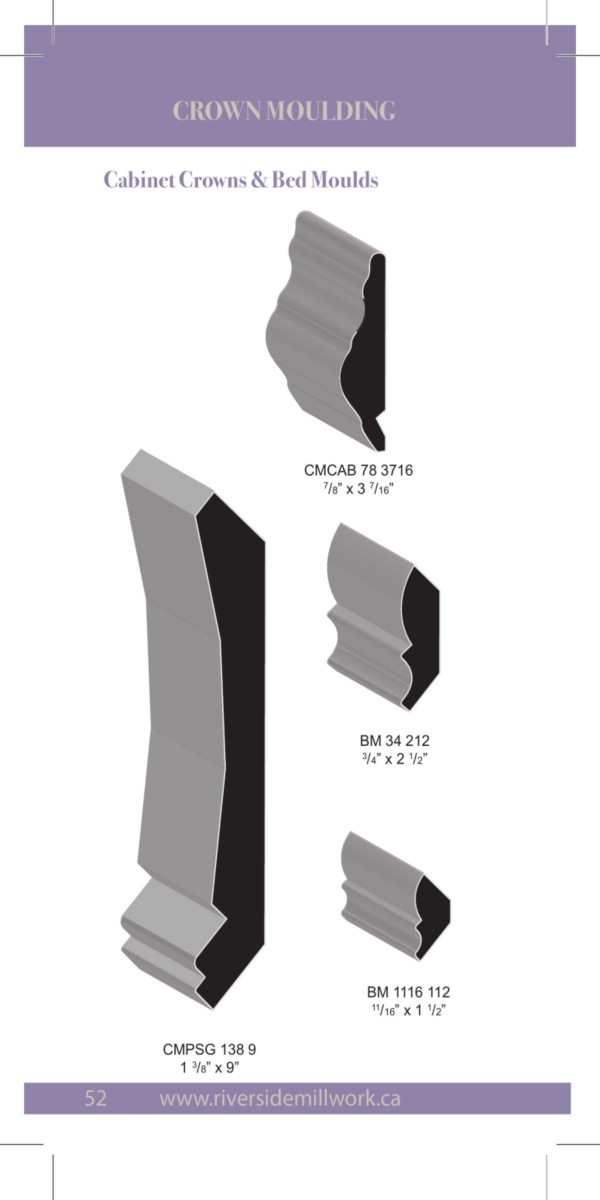 CROWN MOULDING
Cabinet Crowns & Bed Moulds
CMCAB 78 3716
7/8" x 3 7/16"
BM 34 212
3/4" x 2 1/2"
BM 1116 112
11/16" x 1 1/2"
CMPSG 138 9
1 3/8" x 9"
52 www.riversidemillwork.ca